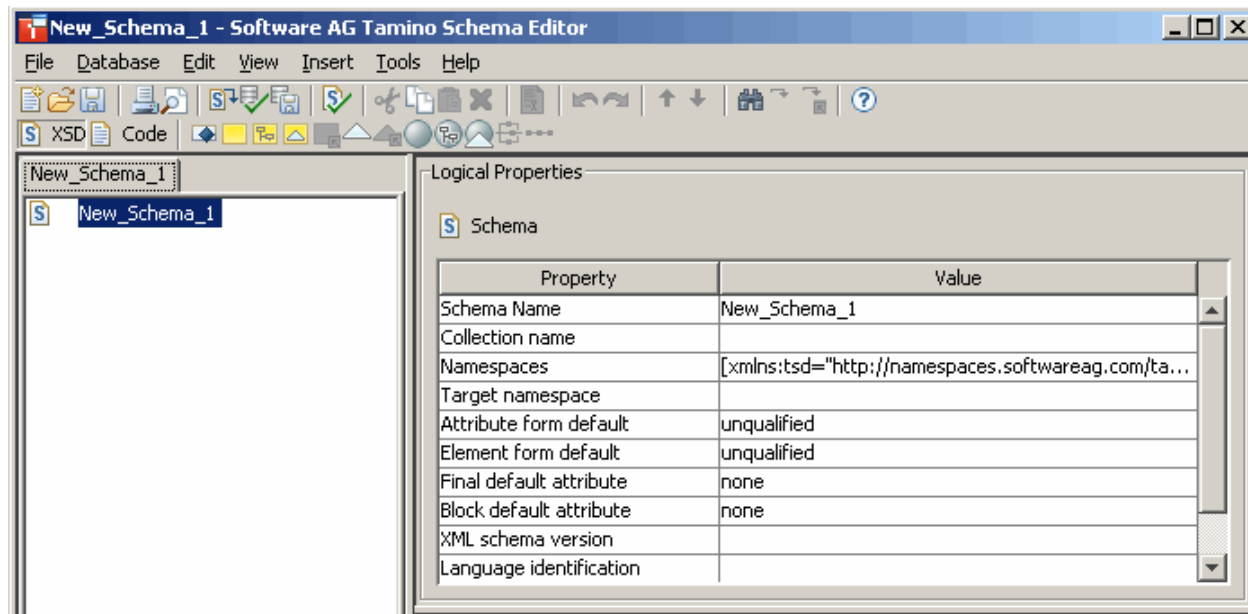 New_Schema_1 - Software AG Tamino Schema Editor
File Database Edit View Insert Tools Help
XSD Code
New_Schema_1
New_Schema_1
Logical Properties
Schema
Property Value
Schema Name New_Schema_1
Collection name
Namespaces [xmlns:tsd="http://namespaces.softwareag.com/ta...
Target namespace
Attribute form default unqualified
Element form default unqualified
Final default attribute none
Block default attribute none
XML schema version
Language identification